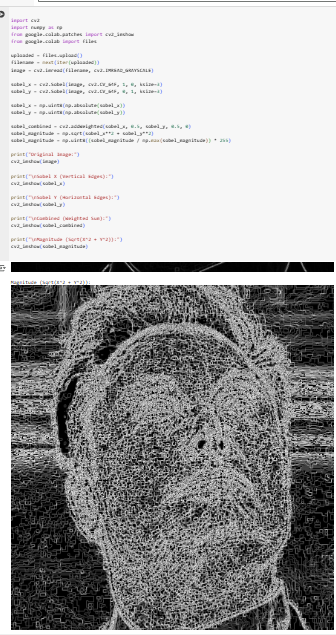 import cv2
import numpy as np
from google.colab.patches import cv2_imshow
from google.colab import files
uploaded = files.upload()
filename = next(iter(uploaded))
image = cv2.imread(filename, cv2.IMREAD_GRAYSCALE)
sobel_x = cv2.Sobel(image, cv2.CV_64F, 1, 0, ksize=3)
sobel_y = cv2.Sobel(image, cv2.CV_64F, 0, 1, ksize=3)
sobel_x = np.uint8(np.absolute(sobel_x))
sobel_y = np.uint8(np.absolute(sobel_y))
sobel_combined = cv2.addWeighted(sobel_x, 0.5, sobel_y, 0.5, 0)
sobel_magnitude = np.sqrt(sobel_x**2 + sobel_y**2)
sobel_magnitude = np.uint8((sobel_magnitude / np.max(sobel_magnitude)) * 255)
print("Original Image:")
cv2_imshow(image)
print("\nSobel X (Vertical Edges):")
cv2_imshow(sobel_x)
print("\nSobel Y (Horizontal Edges):")
cv2_imshow(sobel_y)
print("\nCombined (Weighted Sum):")
cv2_imshow(sobel_combined)
print("\nMagnitude (Sqrt(X^2 + Y^2)):")
cv2_imshow(sobel_magnitude)
Magnitude (Sqrt(X^2 + Y^2)):